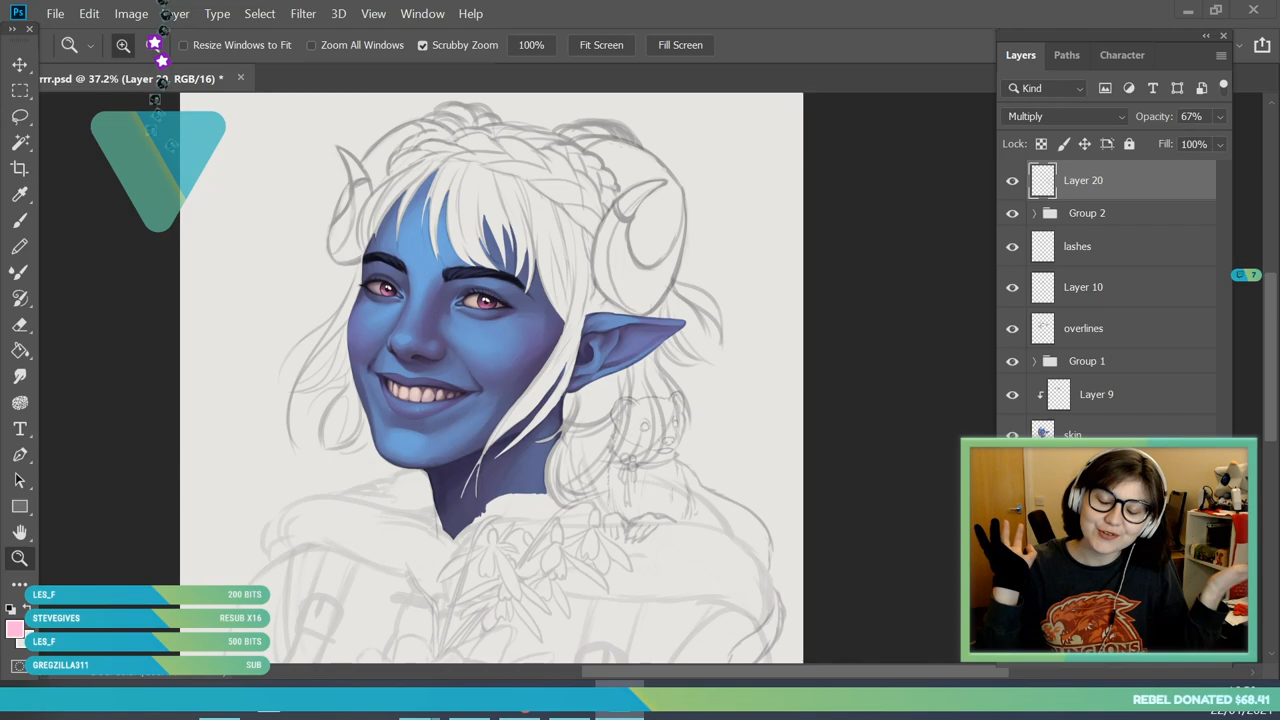 Ps File Edit Image Layer Type Select Filter 3D View Window Help
Resize Windows to Fit Zoom All Windows Scrubby Zoom 100% Fit Screen Fill Screen
rrr.psd @ 37.2% (Layer 20, RGB/16) *
Layers Paths Character
Kind
Multiply Opacity: 67%
Lock: Fill: 100%
Layer 20
Group 2
lashes
Layer 10
overlines
Group 1
Layer 9
skin
7
LES_F 200 BITS
STEVEGIVES RESUB X16
LES_F 500 BITS
GREGZILLA311 SUB
REBEL DONATED $68.41